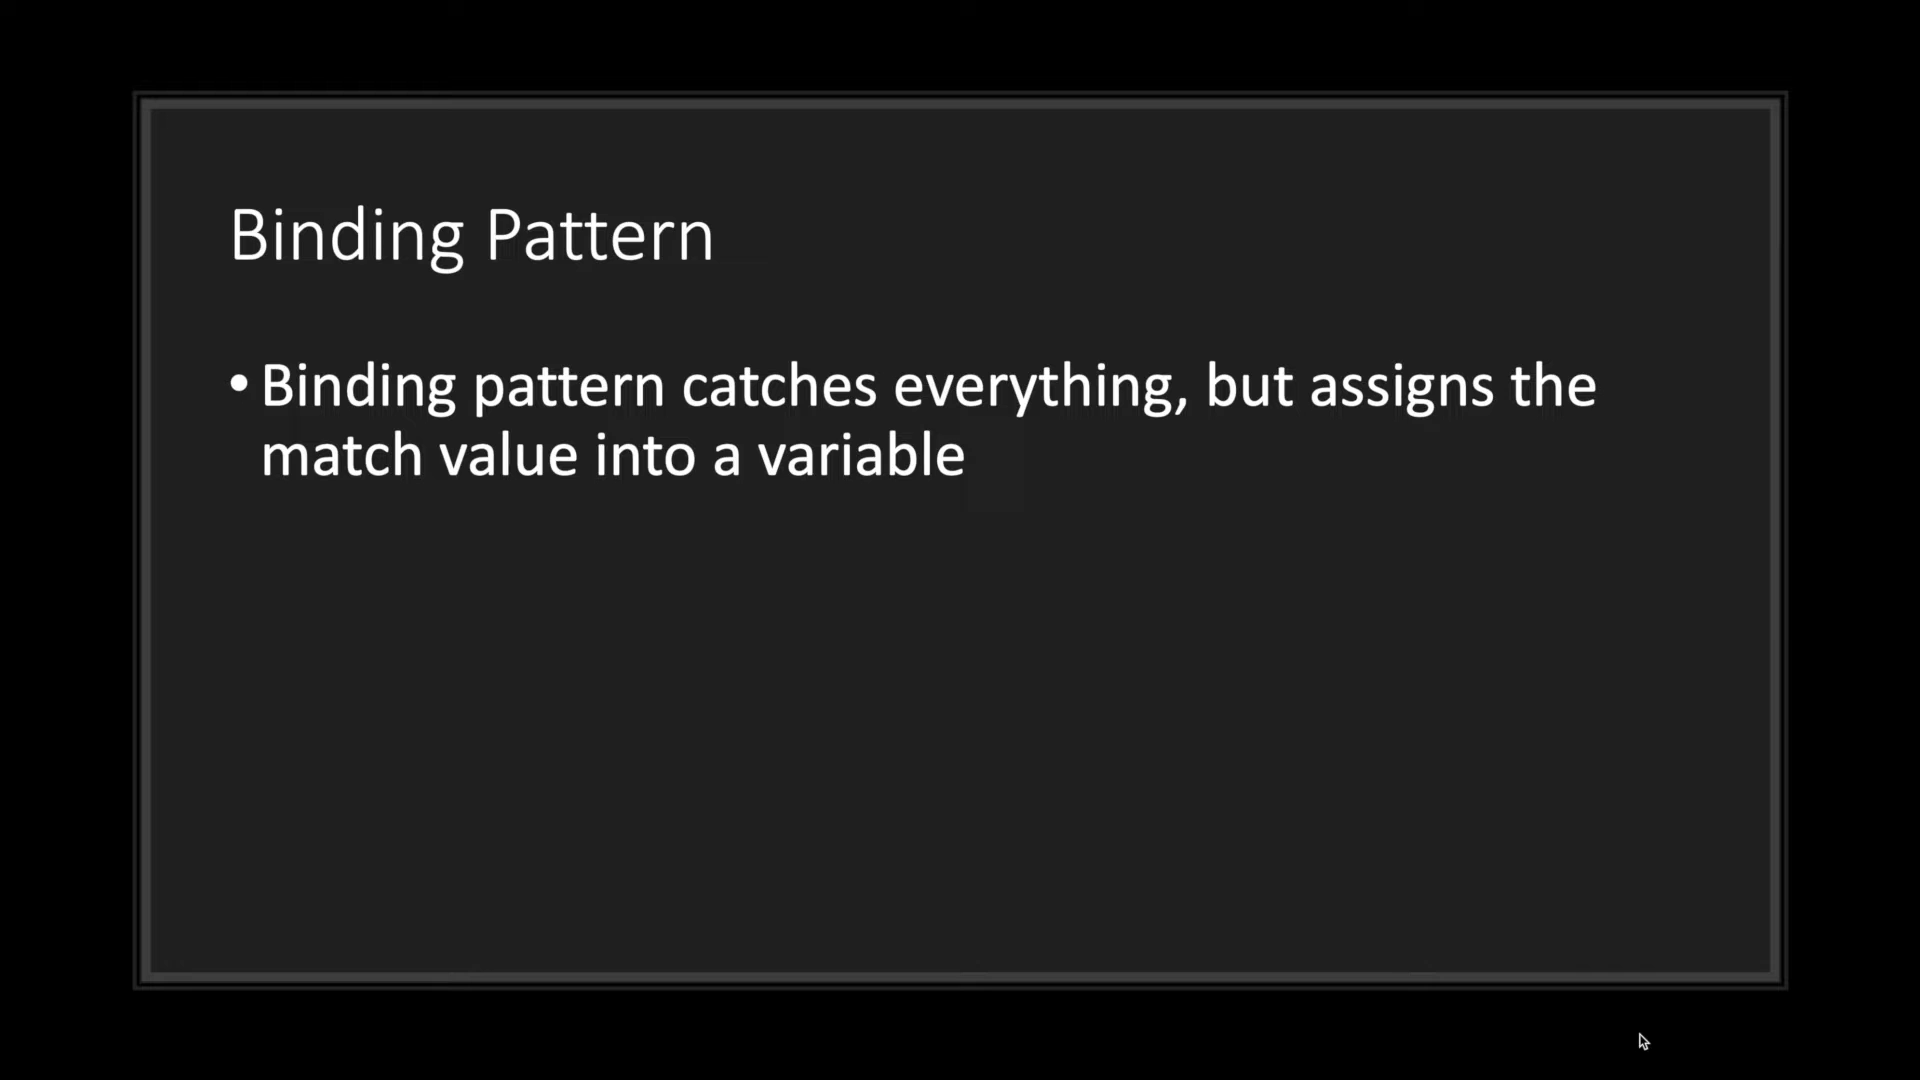 Binding Pattern
• Binding pattern catches everything, but assigns the
match value into a variable